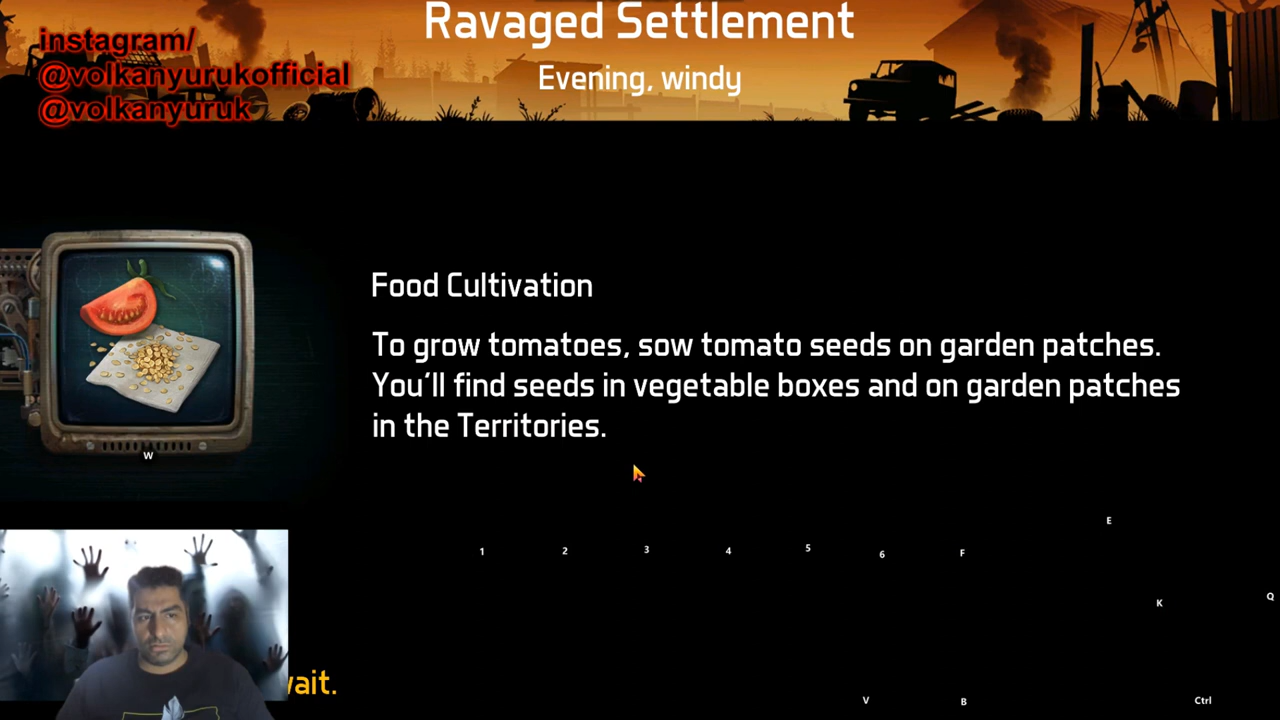 Ravaged Settlement
Evening, windy
instagram/
@volkanyurukofficial
@volkanyuruk
Food Cultivation
To grow tomatoes, sow tomato seeds on garden patches.
You'll find seeds in vegetable boxes and on garden patches
in the Territories.
W
E
1 2 3 4 5 6 F
K
Q
wait.
V B Ctrl